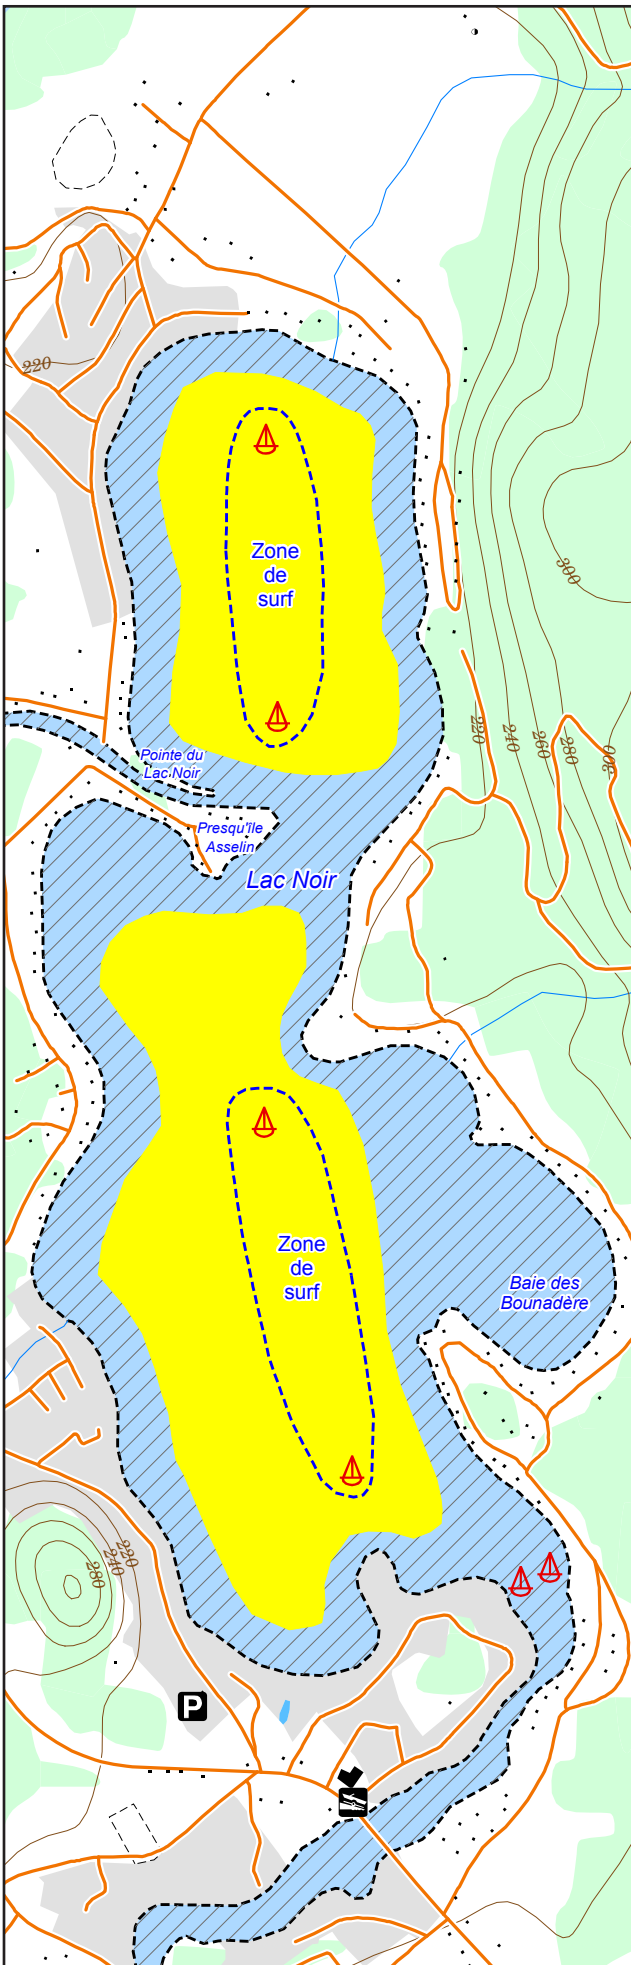 220
Zone
de
surf
300
220
240
260
280
300
Pointe du
Lac Noir
Presqu'île
Asselin
Lac Noir
Zone
de
surf
Baie des
Bounadère
220
240
280
P